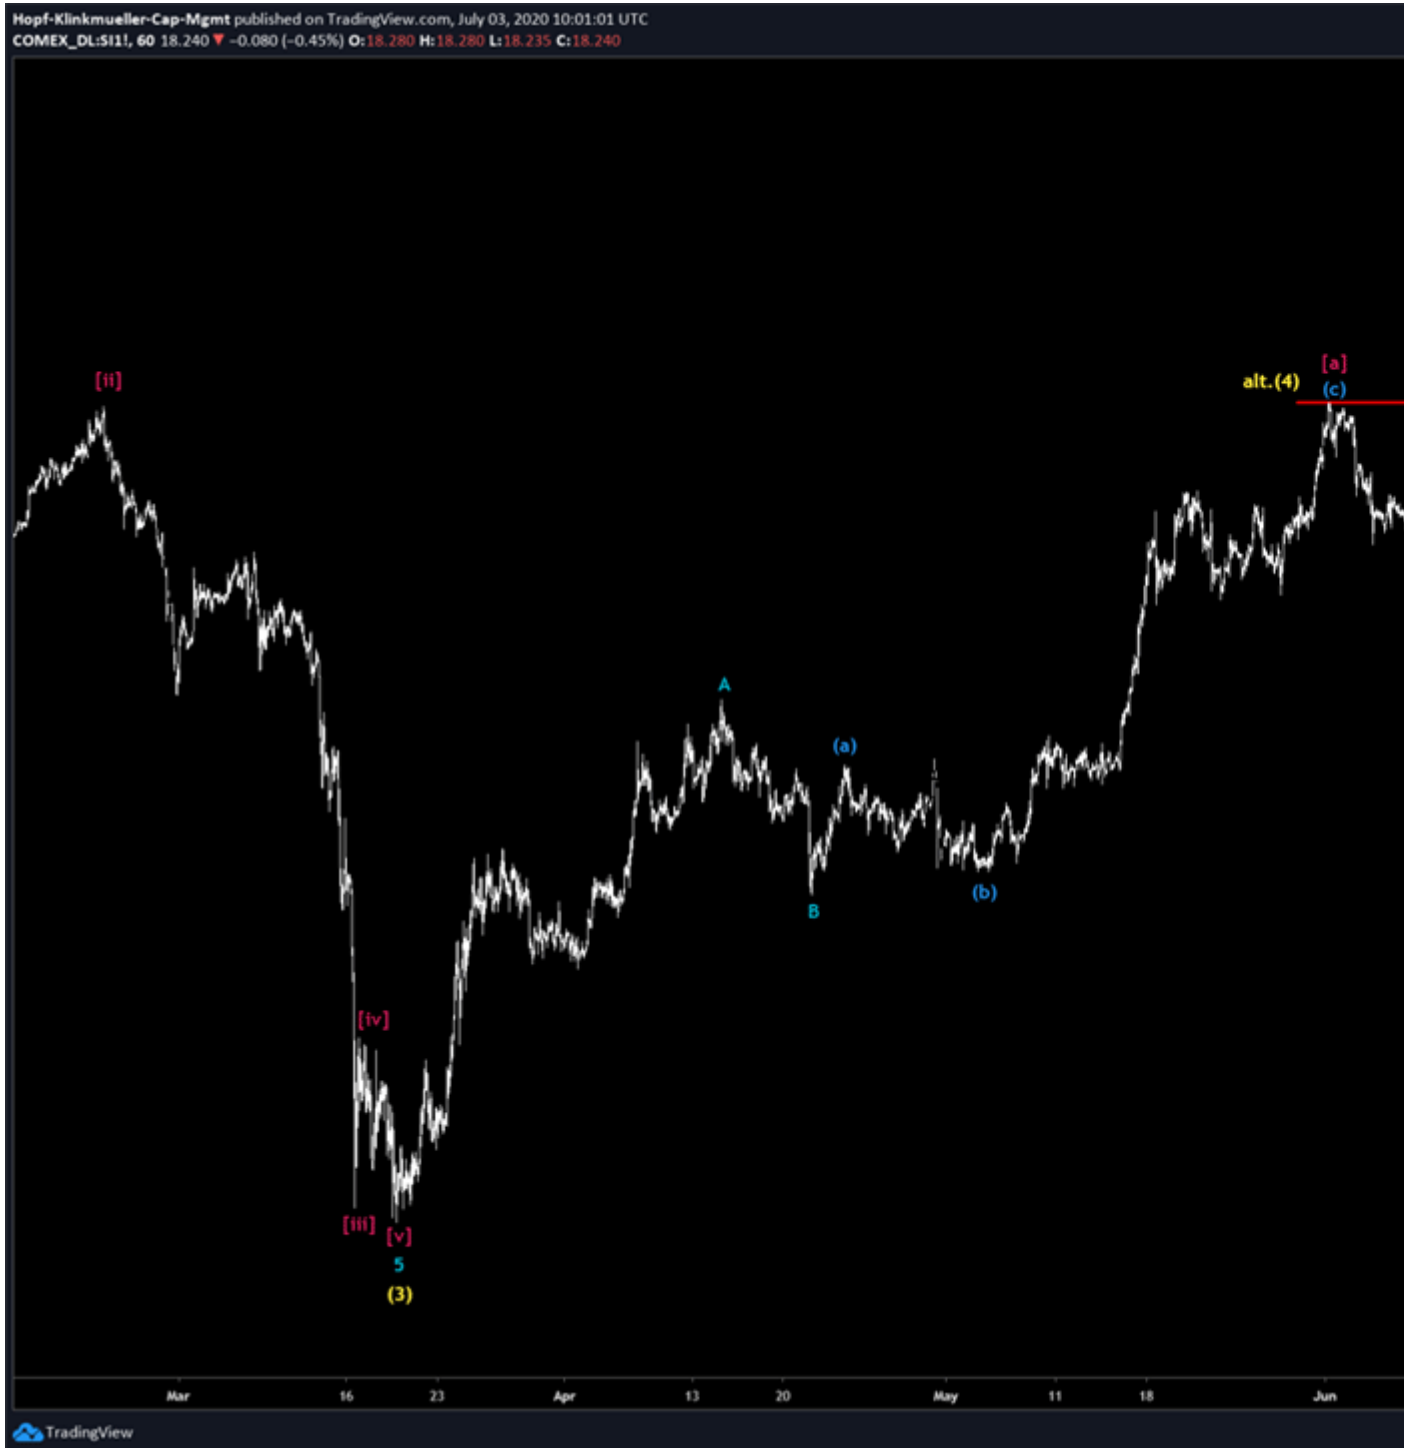 Hopf-Klinkmueller-Cap-Mgmt published on TradingView.com, July 03, 2020 10:01:01 UTC
COMEX_DL:SI1!, 60 18.240 ▼ −0.080 (−0.45%) O:18.280 H:18.280 L:18.235 C:18.240
[a]
[ii]
alt.(4)
(c)
A
(a)
(b)
B
[iv]
[iii]
[v]
5
(3)
Mar 16 23 Apr 13 20 May 11 18 Jun
TradingView